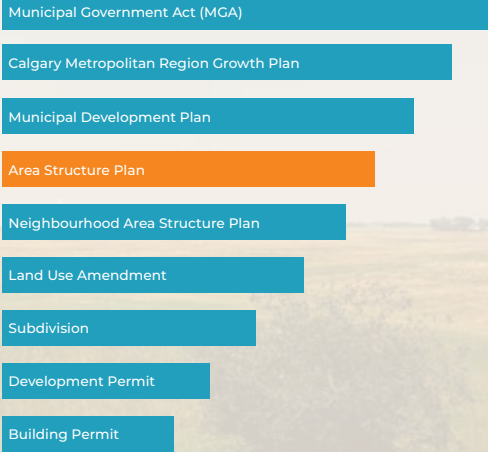 Municipal Government Act (MGA)
Calgary Metropolitan Region Growth Plan
Municipal Development Plan
Area Structure Plan
Neighbourhood Area Structure Plan
Land Use Amendment
Subdivision
Development Permit
Building Permit